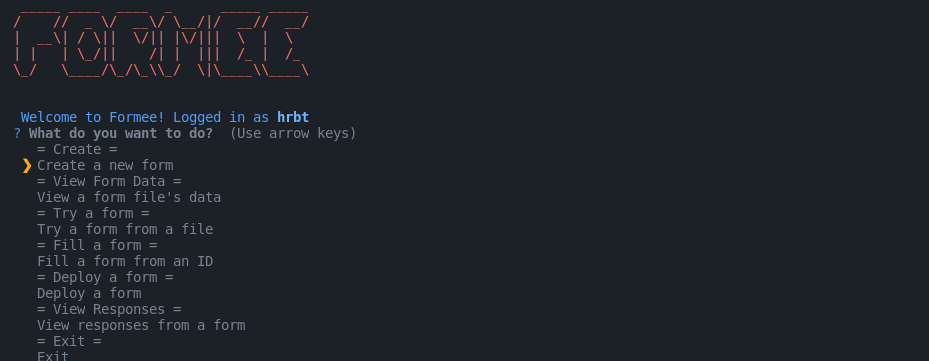 FORMEE
Welcome to Formee! Logged in as hrbt
? What do you want to do? (Use arrow keys)
= Create =
❯ Create a new form
= View Form Data =
View a form file's data
= Try a form =
Try a form from a file
= Fill a form =
Fill a form from an ID
= Deploy a form =
Deploy a form
= View Responses =
View responses from a form
= Exit =
Exit